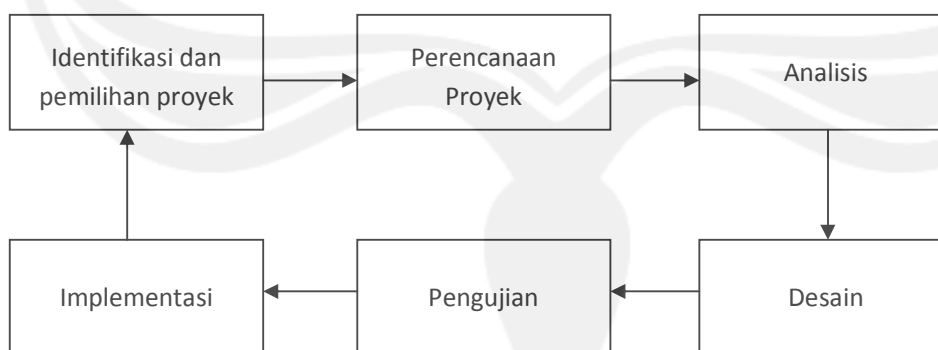 Identifikasi dan
pemilihan proyek
Perencanaan
Proyek
Analisis
Implementasi
Pengujian
Desain